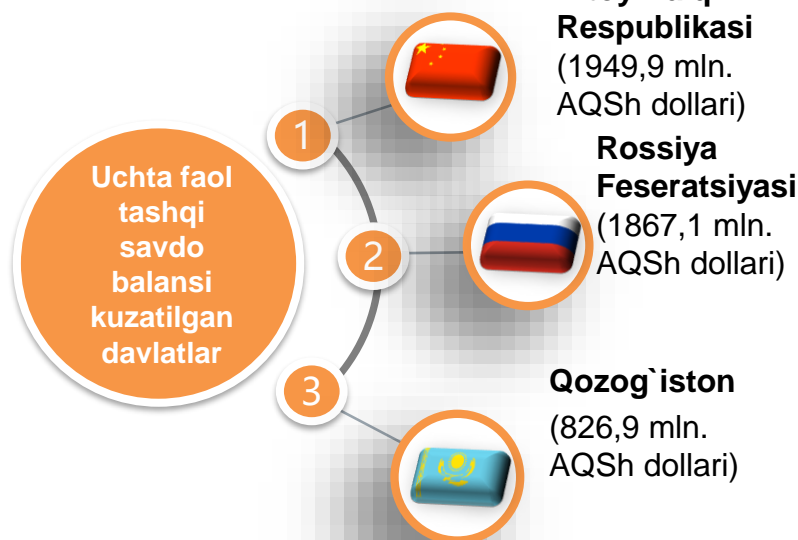 Uchta faol
tashqi
savdo
balansi
kuzatilgan
davlatlar
1
Respublikasi
(1949,9 mln.
AQSh dollari)
2
Rossiya
Feseratsiyasi
(1867,1 mln.
AQSh dollari)
3
Qozog`iston
(826,9 mln.
AQSh dollari)